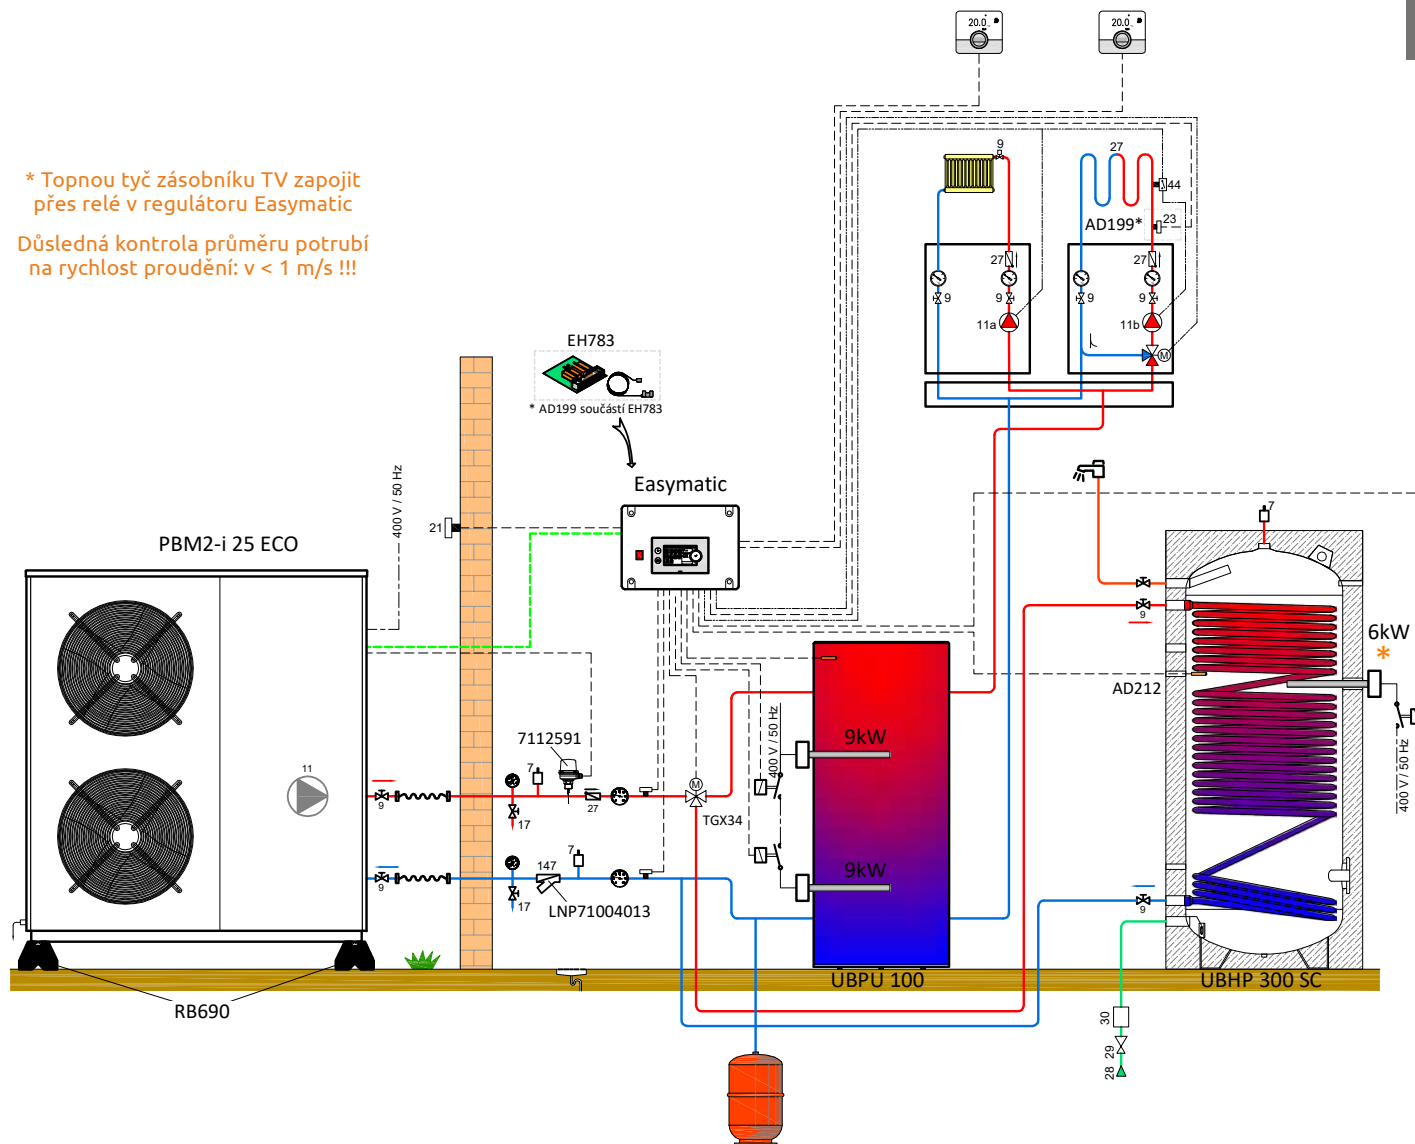 20.0
20.0
* Topnou tyč zásobníku TV zapojit
přes relé v regulátoru Easymatic
Důsledná kontrola průměru potrubí
na rychlost proudění: v < 1 m/s !!!
9
27
44
AD199*
23
27
27
9
9
9
9
11a
11b
M
EH783
* AD199 součástí EH783
Easymatic
400 V / 50 Hz
21
PBM2-i 25 ECO
7
9
6kW
*
AD212
400 V / 50 Hz
7112591
7
400 V / 50 Hz
9kW
11
M
9
17
27
TGX34
147
7
9kW
9
17
LNP71004013
9
UBPU 100
UBHP 300 SC
RB690
30
29
28